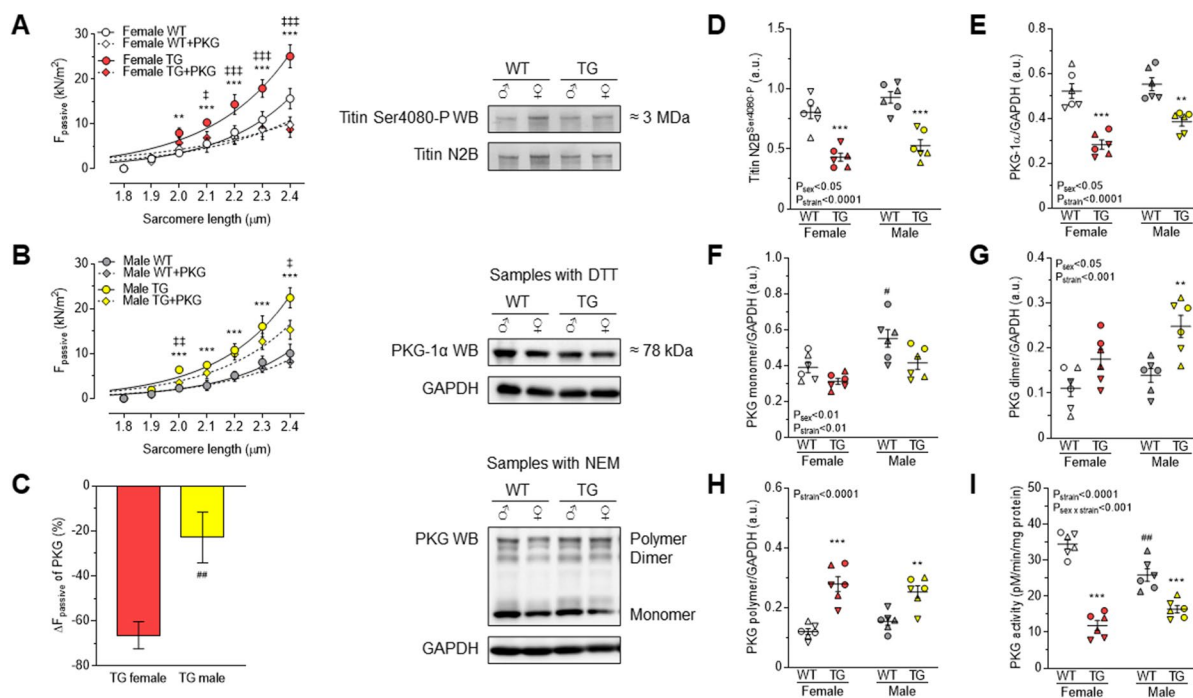 A
Female WT
Female WT+PKG
Female TG
Female TG+PKG
Fpassive (kN/m²)
30
20
10
0
** ‡ *** ‡‡‡ *** ‡‡‡ *** ‡‡‡ ***
1.8 1.9 2.0 2.1 2.2 2.3 2.4
Sarcomere length (μm)
WT TG
♂ ♀ ♂ ♀
Titin Ser4080-P WB ≈ 3 MDa
Titin N2B
B
Male WT
Male WT+PKG
Male TG
Male TG+PKG
Fpassive (kN/m²)
30
20
10
0
‡‡ *** *** *** *** ‡ ***
1.8 1.9 2.0 2.1 2.2 2.3 2.4
Sarcomere length (μm)
Samples with DTT
WT TG
♂ ♀ ♂ ♀
PKG-1α WB ≈ 78 kDa
GAPDH
C
ΔFpassive of PKG (%)
0
-20
-40
-60
-80
##
TG female TG male
Samples with NEM
WT TG
♂ ♀ ♂ ♀
PKG WB Polymer
Dimer
Monomer
GAPDH
D
Titin N2B Ser4080-P (a.u.)
1.5
1.0
0.5
0.0
*** ***
Psex<0.05
Pstrain<0.0001
WT TG WT TG
Female Male
E
PKG-1α/GAPDH (a.u.)
0.8
0.6
0.4
0.2
0
*** **
Psex<0.05
Pstrain<0.0001
WT TG WT TG
Female Male
F
PKG monomer/GAPDH (a.u.)
1.0
0.8
0.6
0.4
0.2
0
#
Psex<0.01
Pstrain<0.01
WT TG WT TG
Female Male
G
PKG dimer/GAPDH (a.u.)
0.4
0.3
0.2
0.1
0
Psex<0.05
Pstrain<0.001
**
WT TG WT TG
Female Male
H
PKG polymer/GAPDH (a.u.)
0.6
0.4
0.2
0
Pstrain<0.0001
*** **
WT TG WT TG
Female Male
I
PKG activity (pM/min/mg protein)
50
40
30
20
10
0
Pstrain<0.0001
Psex x strain<0.001
*** ## ***
WT TG WT TG
Female Male